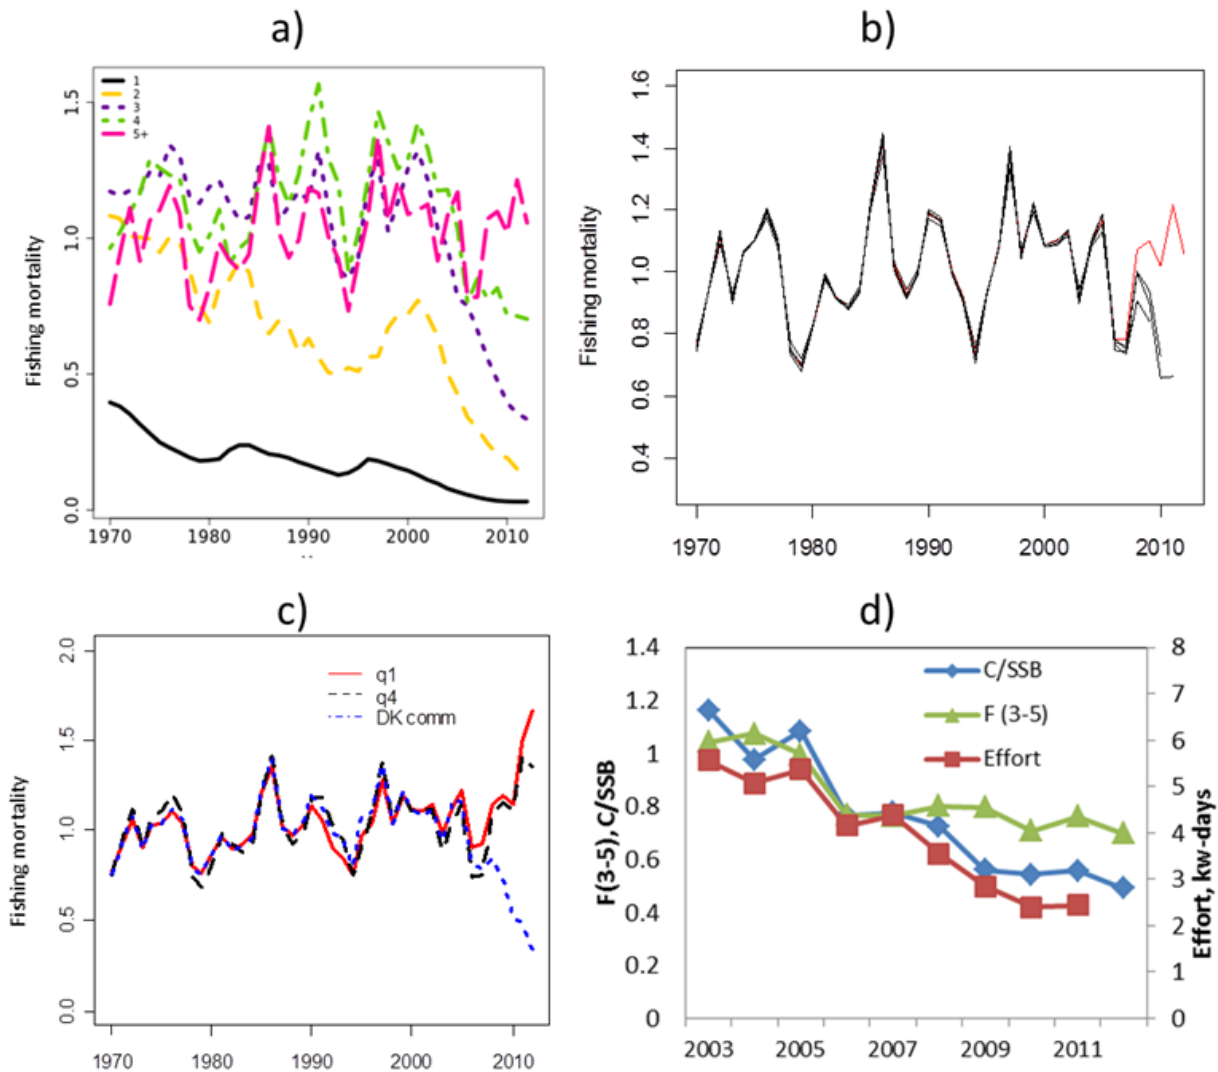 a)
1
2
3
4
5+
Fishing mortality
1.5
1.0
0.5
0.0
1970 1980 1990 2000 2010
b)
Fishing mortality
1.6
1.4
1.2
1.0
0.8
0.6
0.4
1970 1980 1990 2000 2010
c)
q1
q4
DK comm
Fishing mortality
2.0
1.5
1.0
0.5
0.0
1970 1980 1990 2000 2010
d)
C/SSB
F (3-5)
Effort
F(3-5), C/SSB
1.4
1.2
1
0.8
0.6
0.4
0.2
0
8
7
6
5
4
3
2
1
0
Effort, kw-days
2003 2005 2007 2009 2011